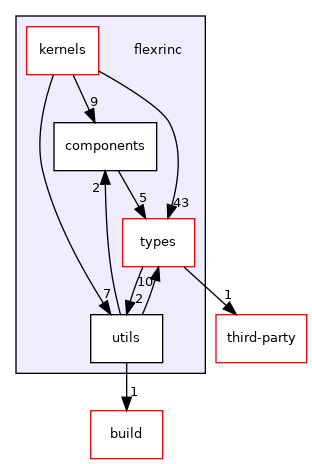 kernels
flexrinc
9
components
2
5
43
types
10
7
2
1
utils
third-party
1
build